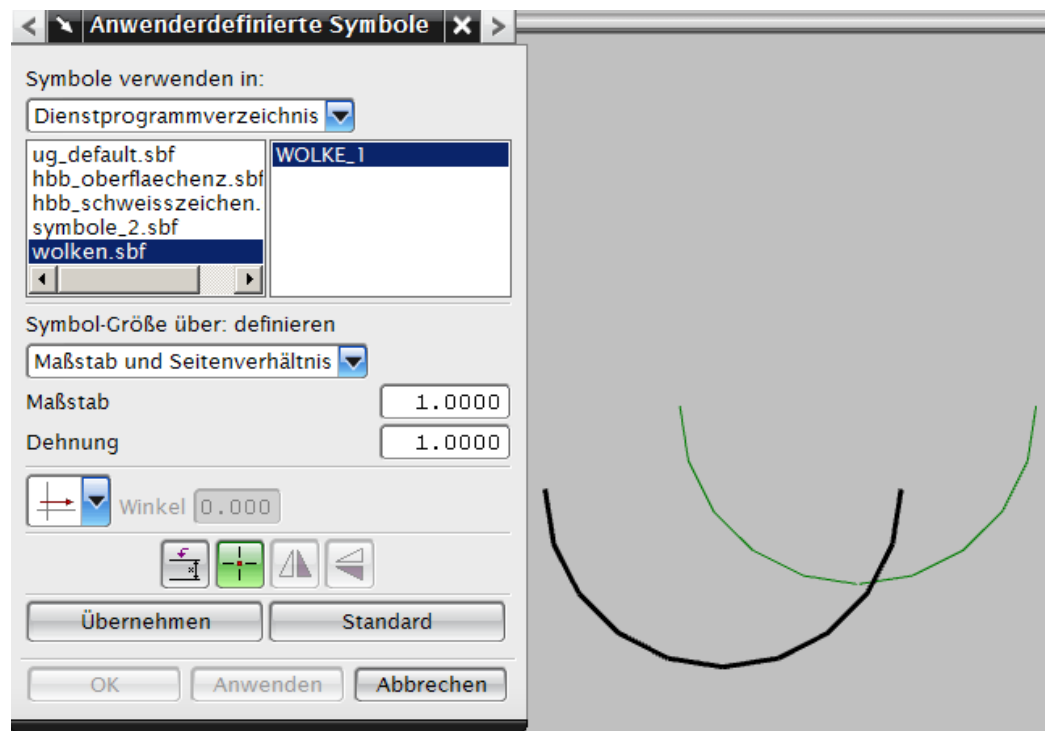 Anwenderdefinierte Symbole
Symbole verwenden in:
Dienstprogrammverzeichnis
ug_default.sbf
hbb_oberflaechenz.sbf
hbb_schweisszeichen.
symbole_2.sbf
wolken.sbf
WOLKE_1
Symbol-Größe über: definieren
Maßstab und Seitenverhältnis
Maßstab 1.0000
Dehnung 1.0000
Winkel 0.000
Übernehmen Standard
OK Anwenden Abbrechen